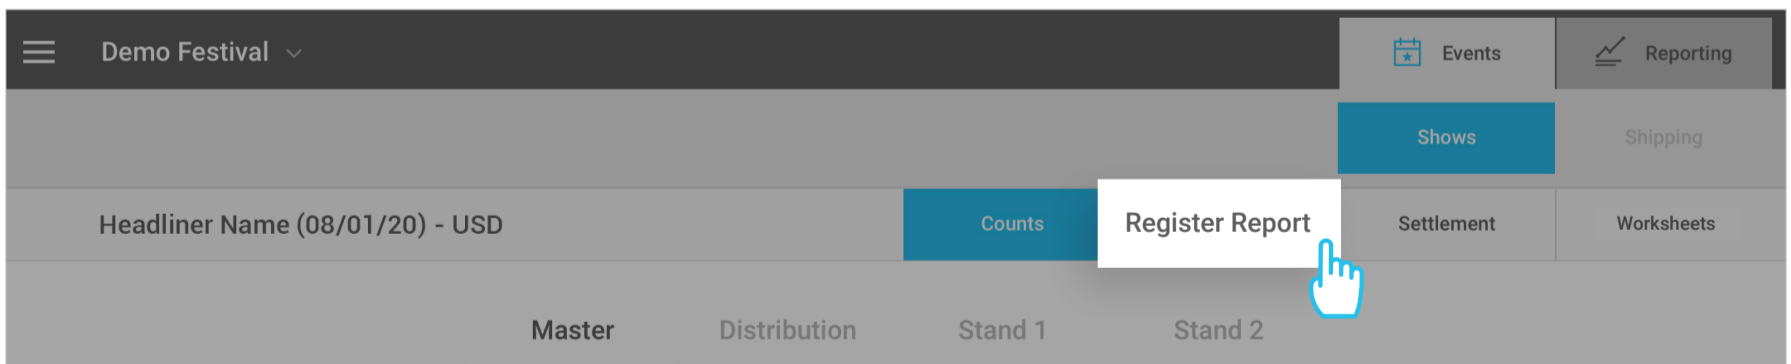 Demo Festival
Events
Reporting
Shows
Shipping
Headliner Name (08/01/20) - USD
Counts
Register Report
Settlement
Worksheets
Master
Distribution
Stand 1
Stand 2